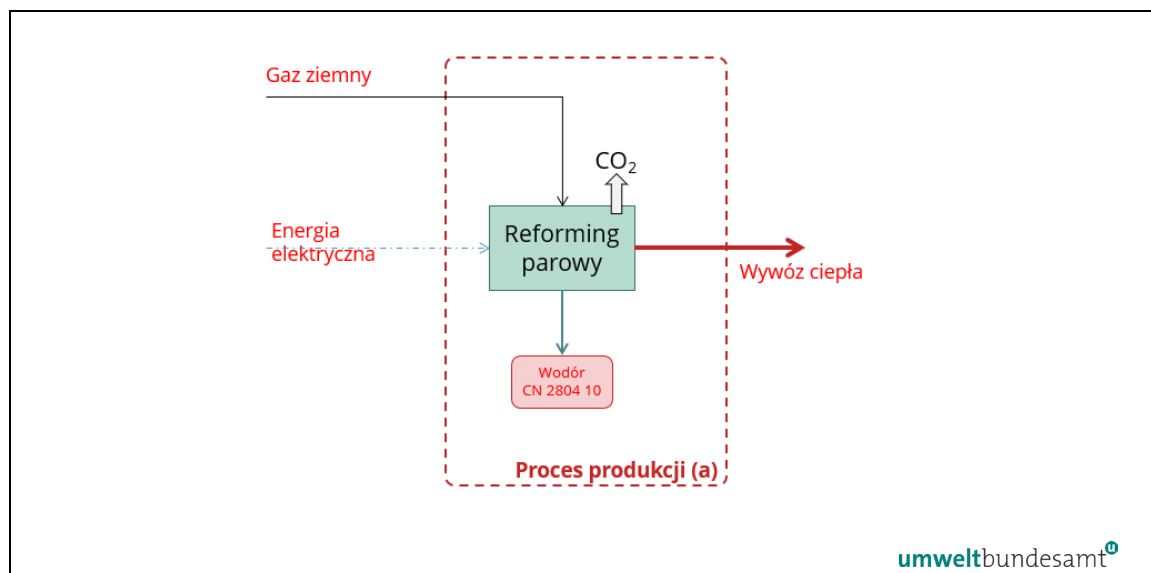 Gaz ziemny
CO₂
Energia
elektryczna
Reforming
parowy
Wywóz ciepła
Wodór
CN 2804 10
Proces produkcji (a)
umweltbundesamt